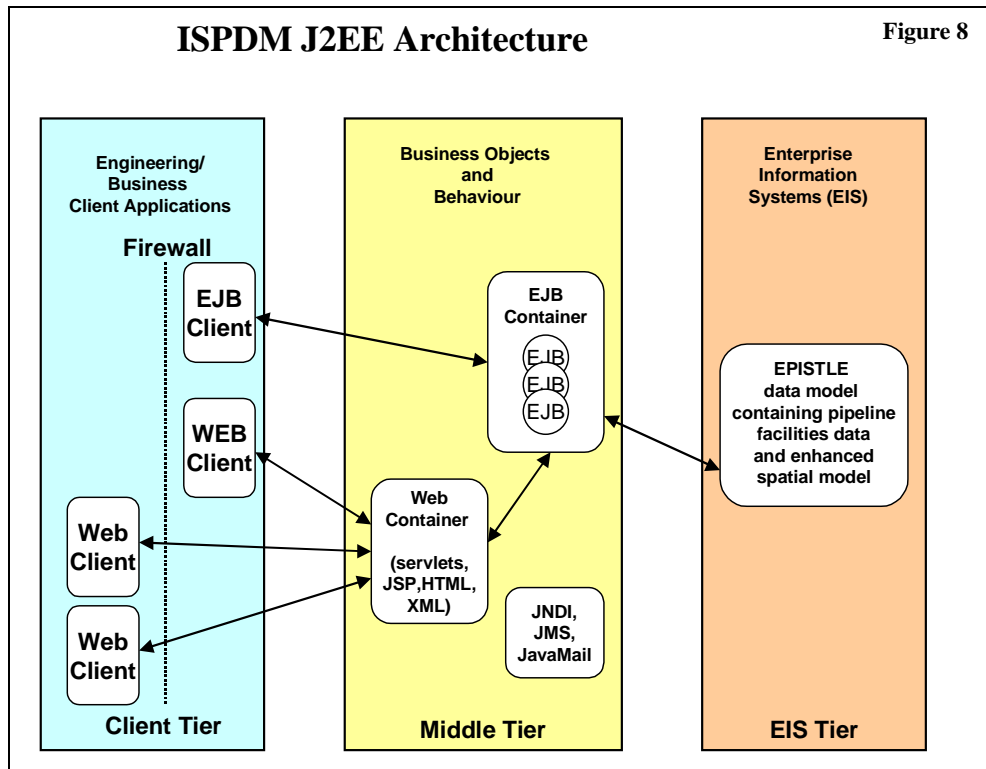 ISPDM J2EE Architecture
Figure 8
Engineering/
Business
Client Applications
Firewall
EJB
Client
WEB
Client
Web
Client
Web
Client
Client Tier
Business Objects
and
Behaviour
EJB
Container
EJB
EJB
EJB
Web
Container
(servlets,
JSP,HTML,
XML)
JNDI,
JMS,
JavaMail
Middle Tier
Enterprise
Information
Systems (EIS)
EPISTLE
data model
containing pipeline
facilities data
and enhanced
spatial model
EIS Tier